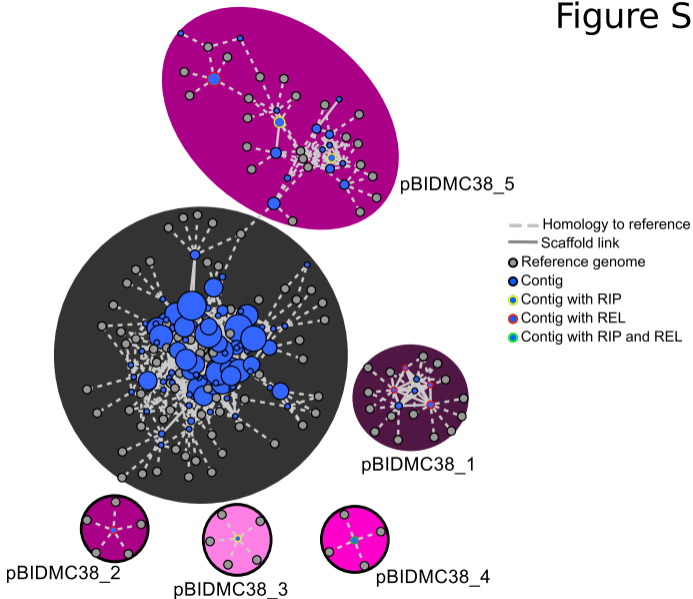 Figure S
pBIDMC38_5
Homology to reference
Scaffold link
Reference genome
Contig
Contig with RIP
Contig with REL
Contig with RIP and REL
pBIDMC38_1
pBIDMC38_2
pBIDMC38_3
pBIDMC38_4